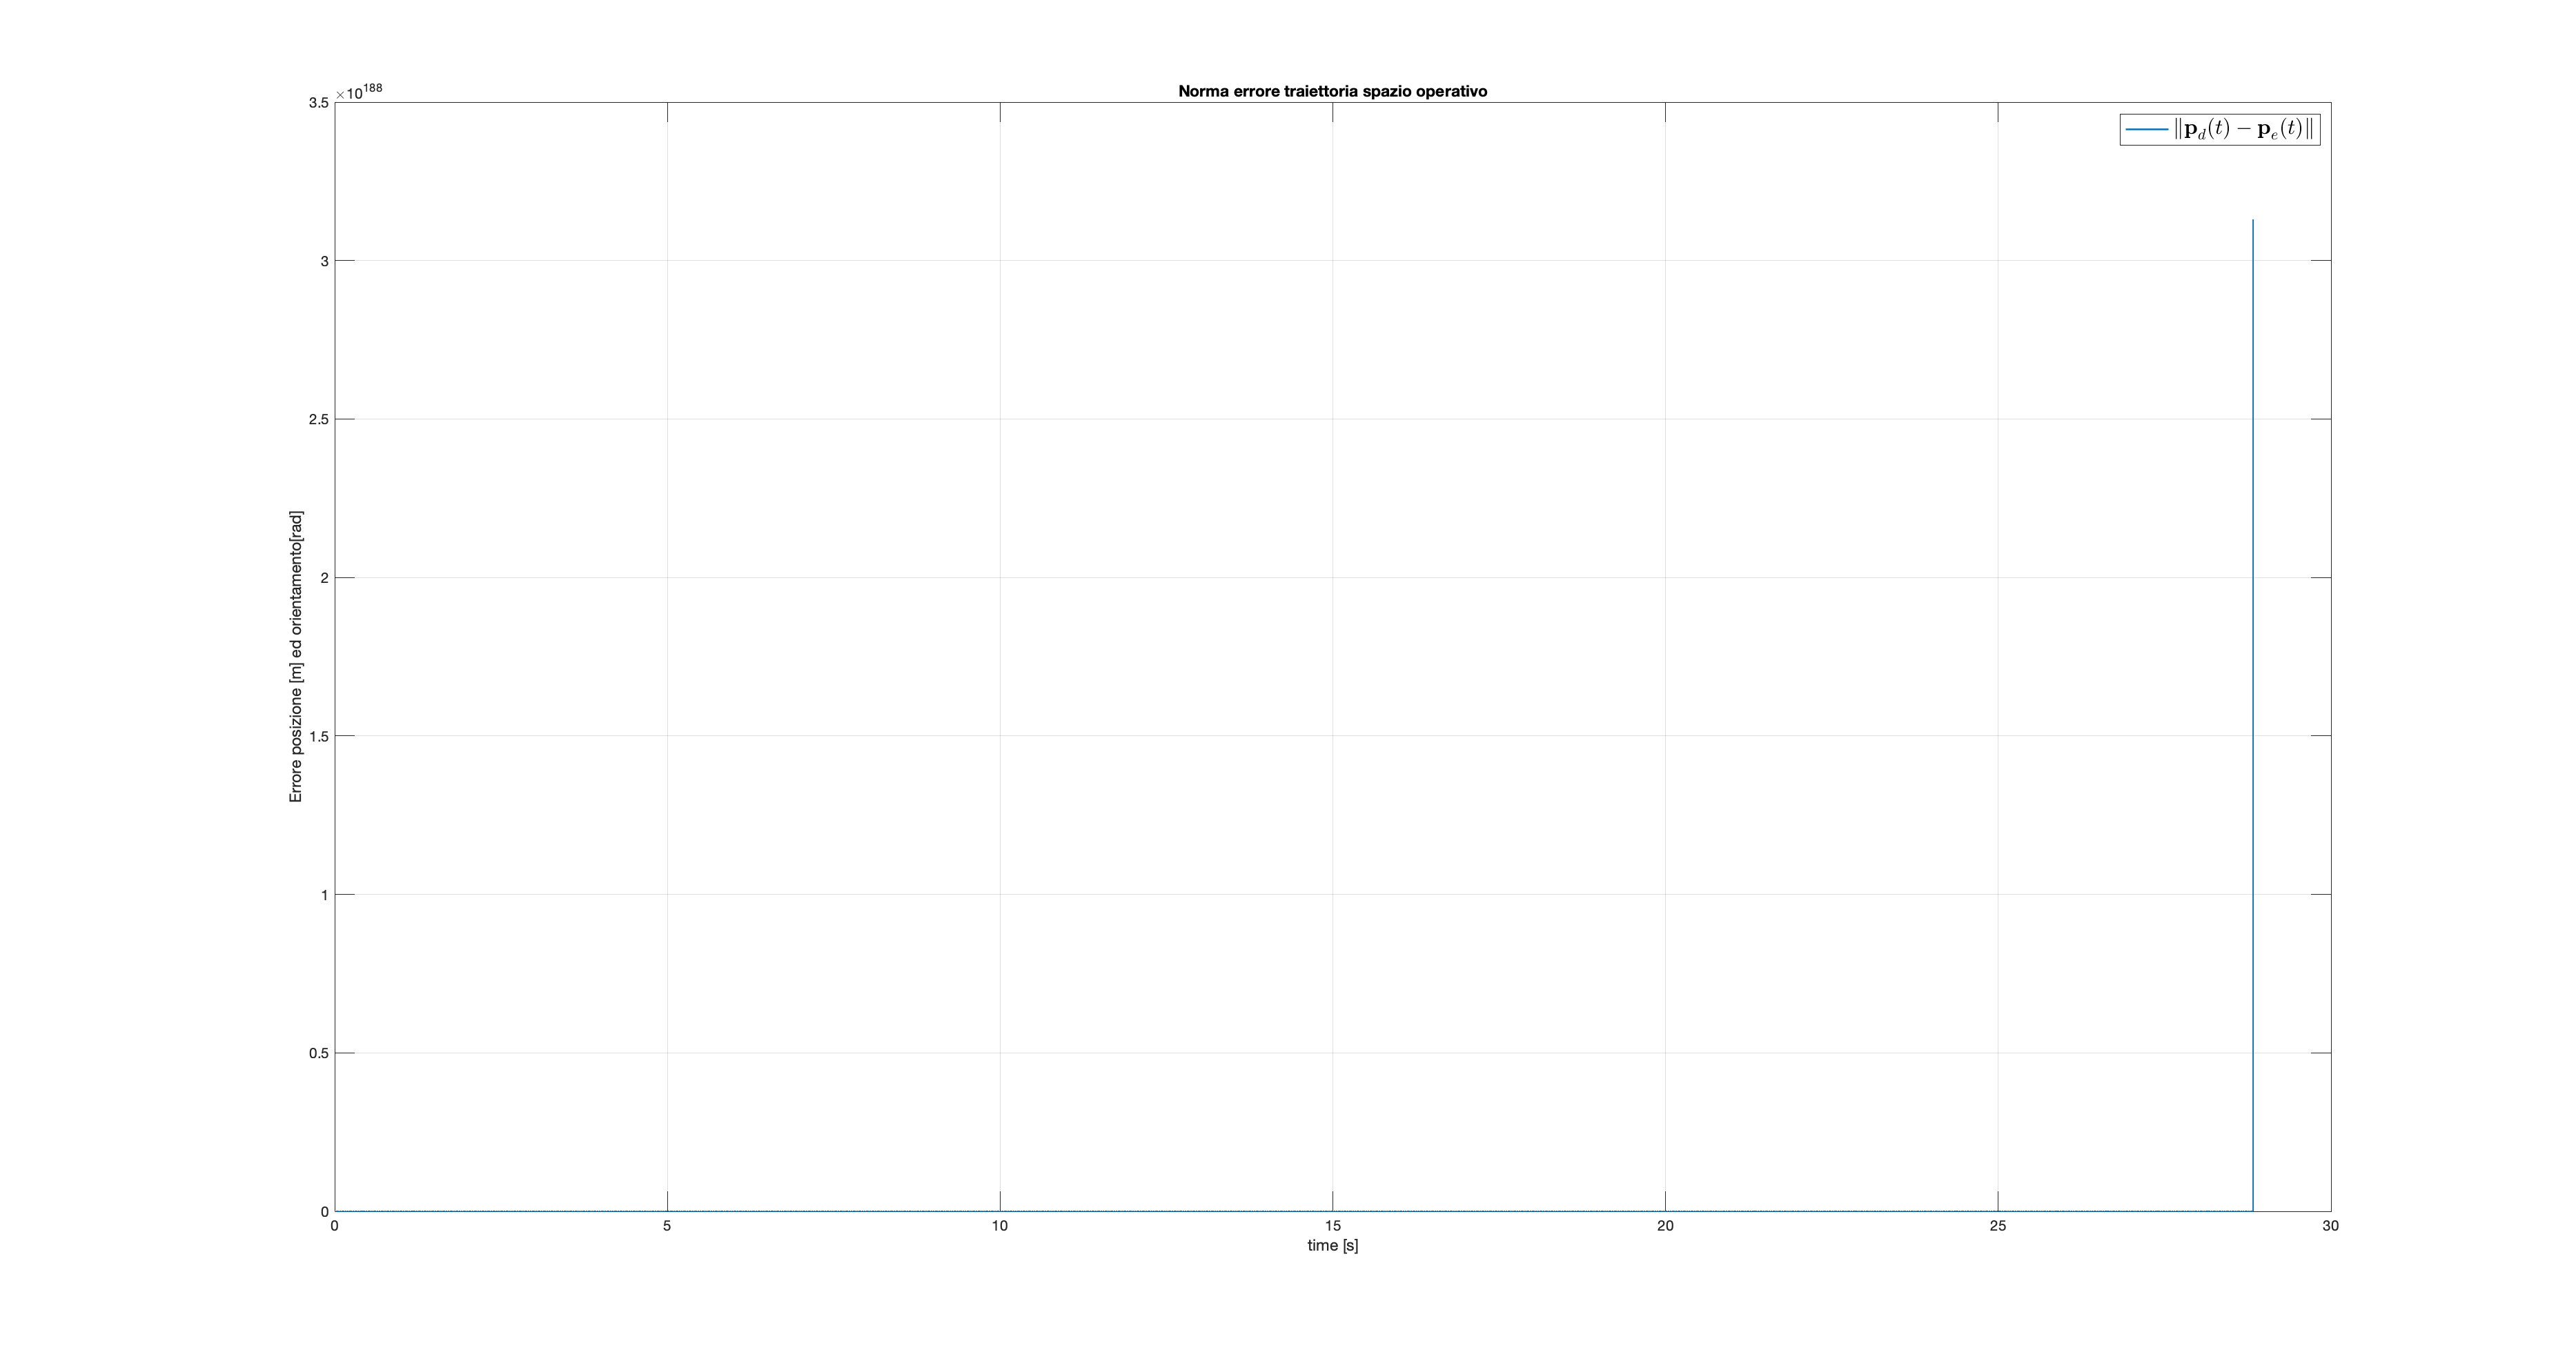 Norma errore traiettoria spazio operativo
×10^188
3.5
3
2.5
2
1.5
1
0.5
0
‖p_d(t) − p_e(t)‖
Errore posizione [m] ed orientamento[rad]
0 5 10 15 20 25 30
time [s]